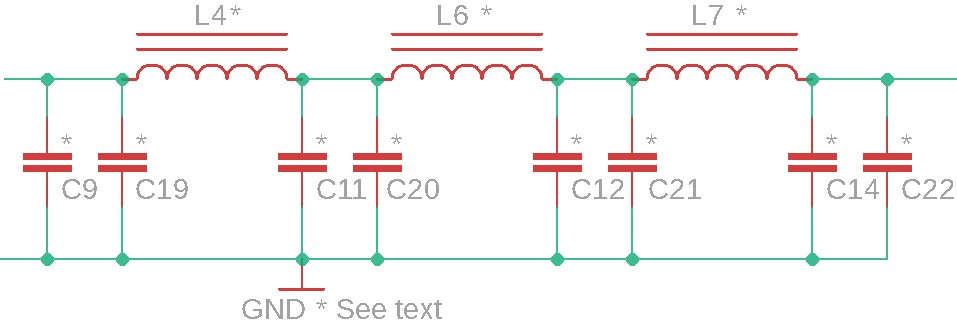 L4* L6 * L7 *
* * * * * * * *
C9 C19 C11 C20 C12 C21 C14 C22
GND * See text